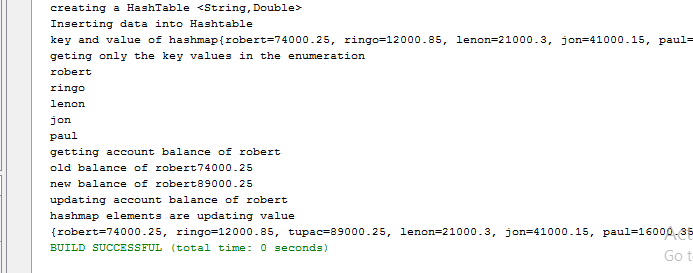 creating a HashTable <String,Double>
Inserting data into Hashtable
key and value of hashmap{robert=74000.25, ringo=12000.85, lenon=21000.3, jon=41000.15, paul=
geting only the key values in the enumeration
robert
ringo
lenon
jon
paul
getting account balance of robert
old balance of robert74000.25
new balance of robert89000.25
updating account balance of robert
hashmap elements are updating value
{robert=74000.25, ringo=12000.85, tupac=89000.25, lenon=21000.3, jon=41000.15, paul=16000.35
BUILD SUCCESSFUL (total time: 0 seconds)
Act
Go t